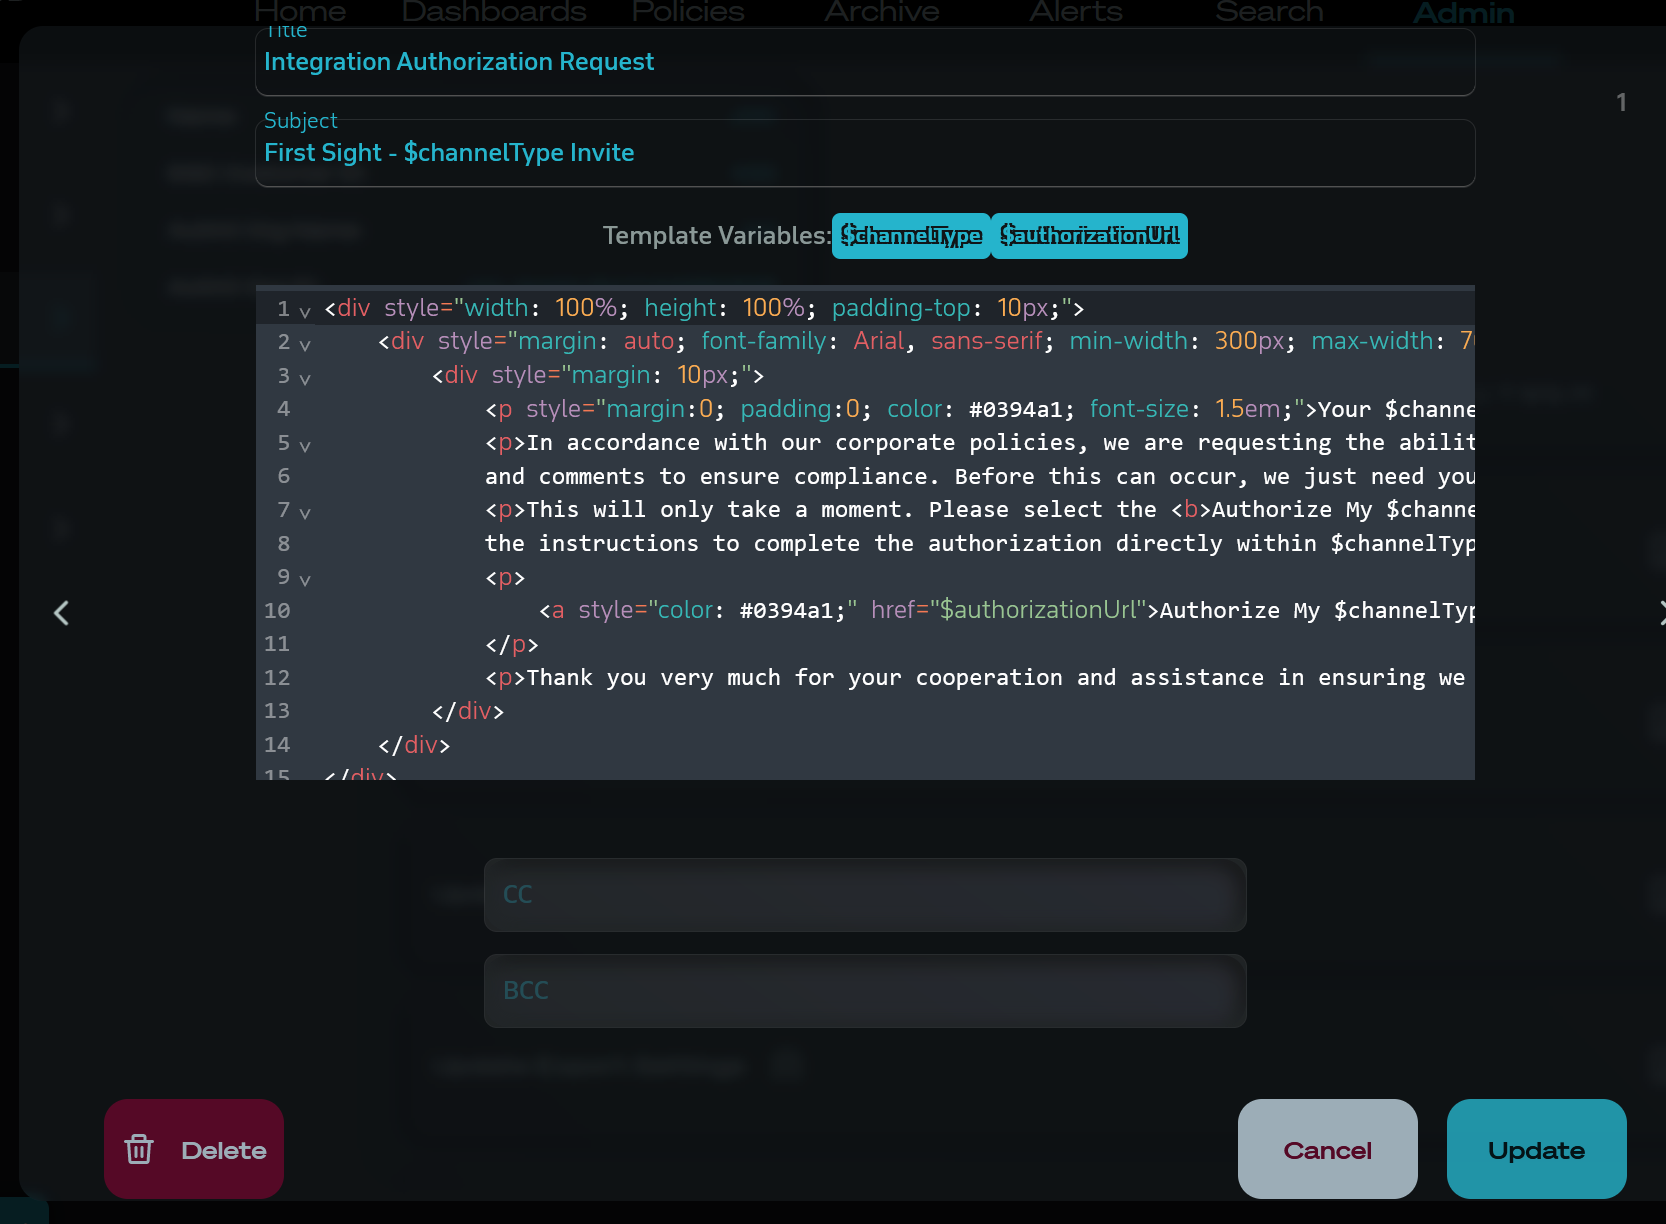 Home Dashboards Policies Archive Alerts Search Admin
Title
Integration Authorization Request
1
Subject
First Sight - $channelType Invite
Template Variables: $channelType $authorizationUrl
1 <div style="width: 100%; height: 100%; padding-top: 10px;">
2 <div style="margin: auto; font-family: Arial, sans-serif; min-width: 300px; max-width:
3 <div style="margin: 10px;">
4 <p style="margin:0; padding:0; color: #0394a1; font-size: 1.5em;">Your $channe
5 <p>In accordance with our corporate policies, we are requesting the abilit
6 and comments to ensure compliance. Before this can occur, we just need you
7 <p>This will only take a moment. Please select the <b>Authorize My $channe
8 the instructions to complete the authorization directly within $channelTyp
9 <p>
10 <a style="color: #0394a1;" href="$authorizationUrl">Authorize My $channelTyp
11 </p>
12 <p>Thank you very much for your cooperation and assistance in ensuring we
13 </div>
14 </div>
15 </div>
CC
BCC
Delete Cancel Update